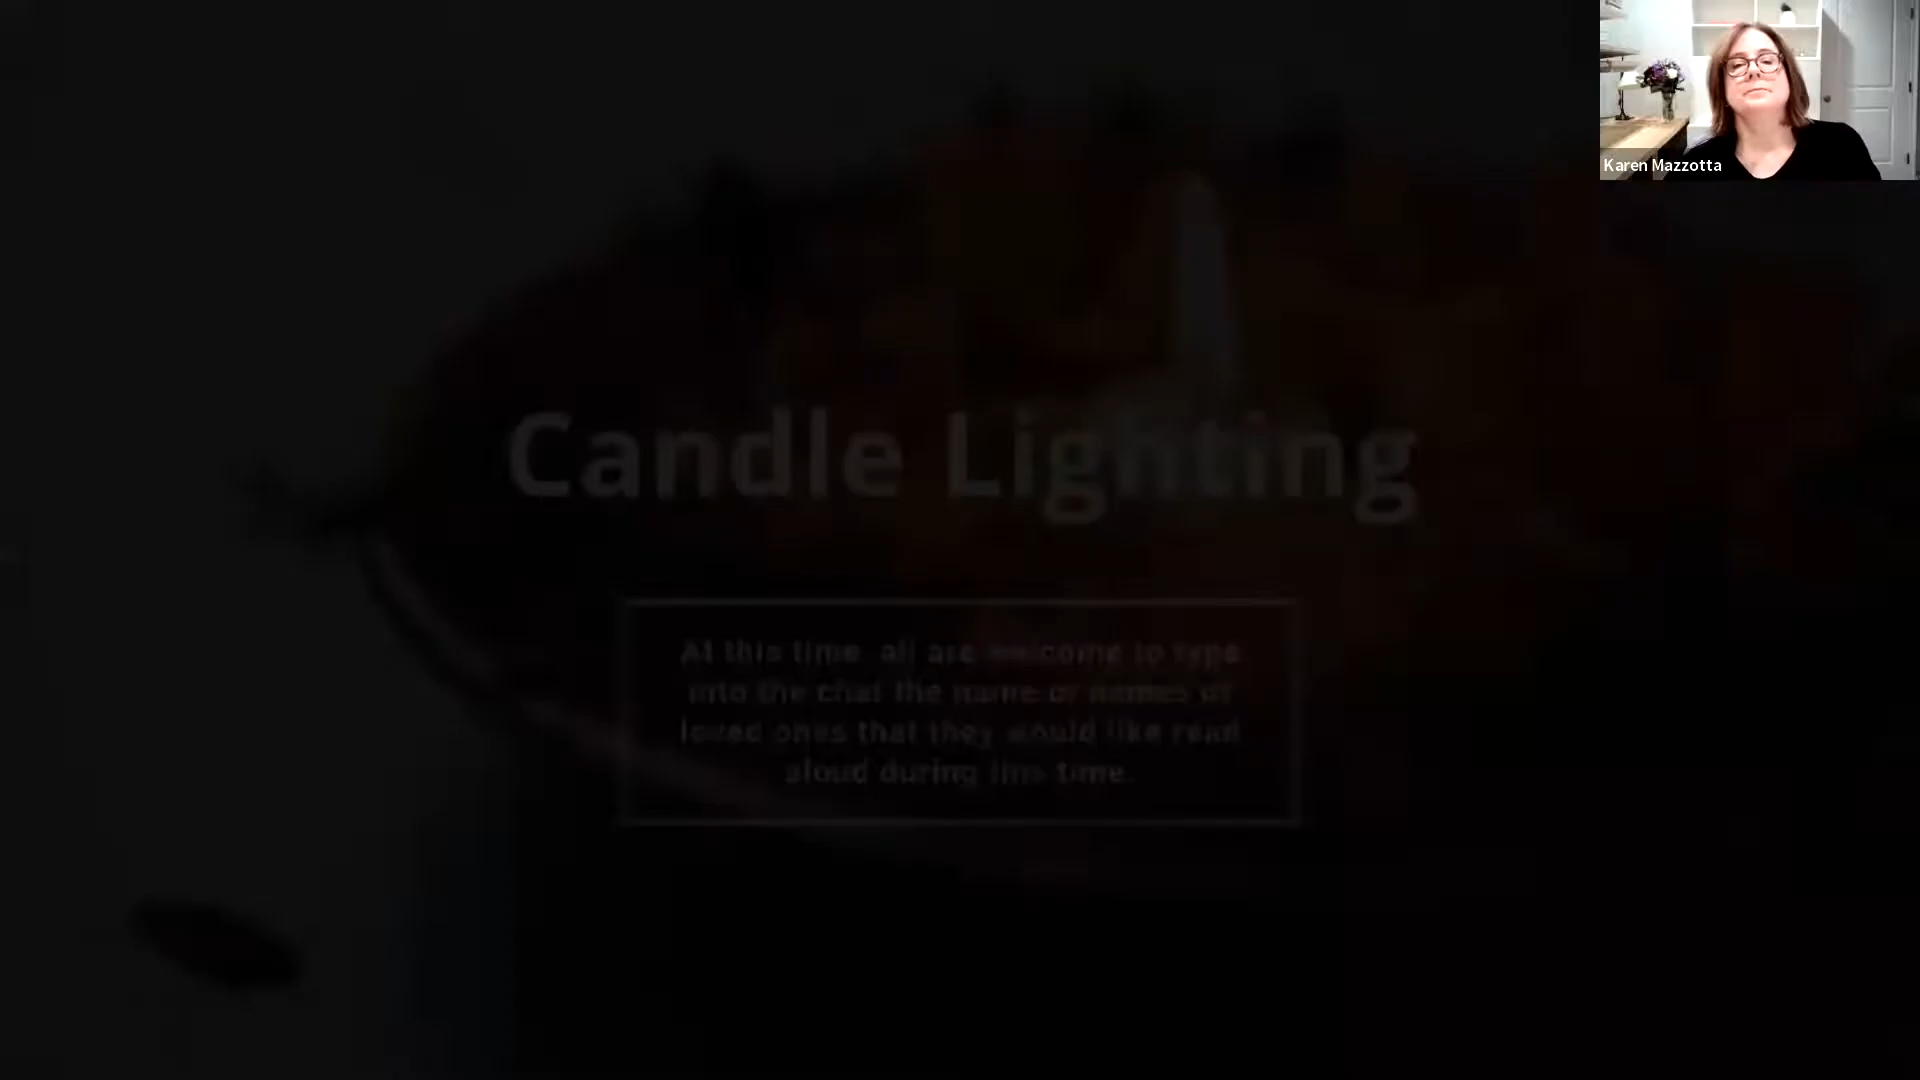 Karen Mazzotta
Candle Lighting
At this time, all are welcome to type
into the chat the name or names of
loved ones that they would like read
aloud during this time.